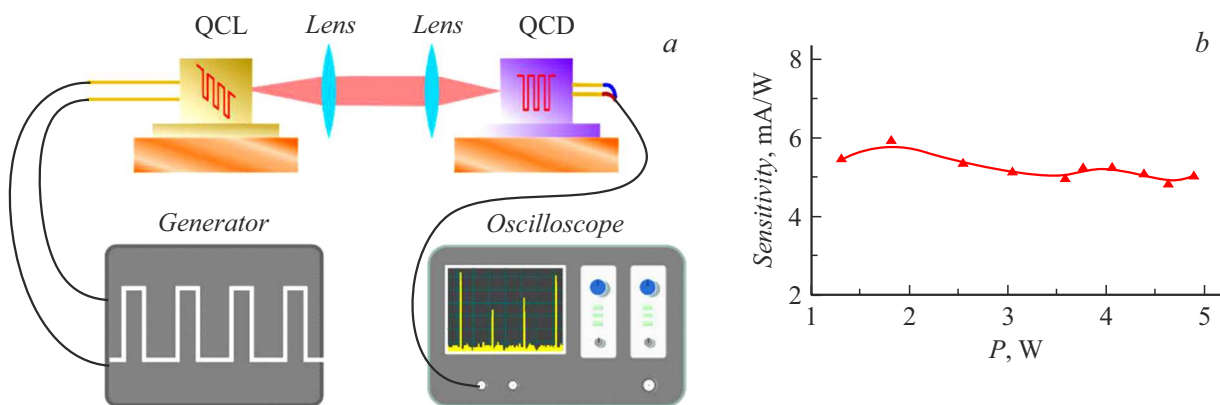 QCL Lens Lens QCD a
Generator Oscilloscope
b
8
6
4
2
Sensitivity, mA/W
1 2 3 4 5
P, W